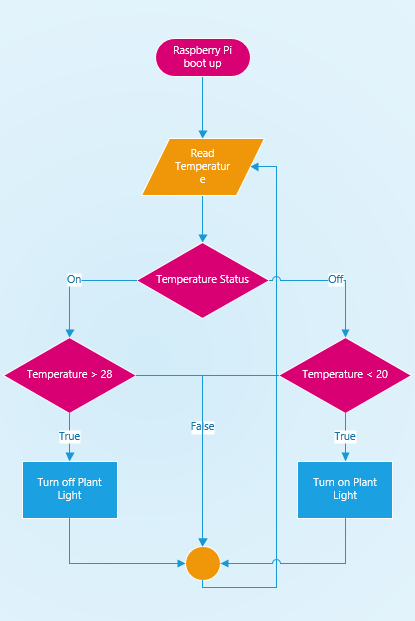 Raspberry Pi
boot up
Read
Temperatur
e
Temperature Status
On
Off
Temperature > 28
Temperature < 20
False
True
True
Turn off Plant
Light
Turn on Plant
Light